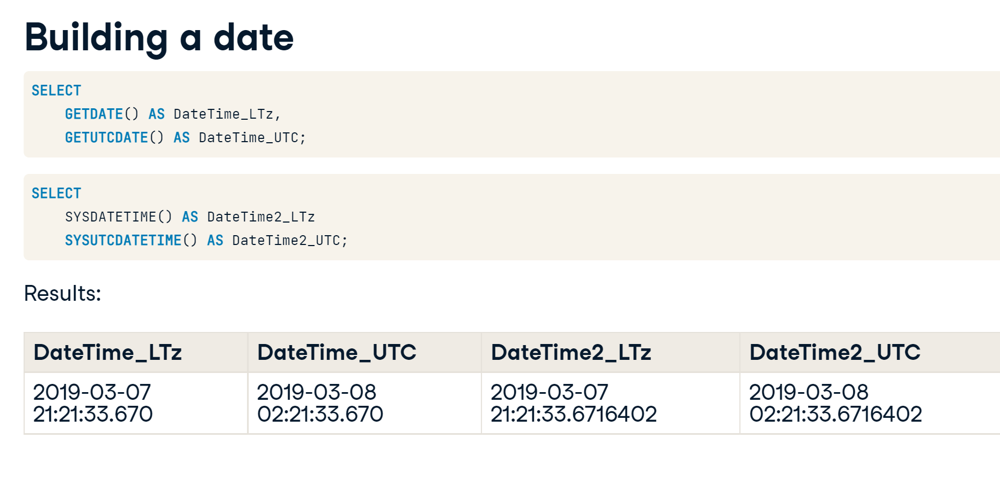 Building a date
SELECT
GETDATE() AS DateTime_LTz,
GETUTCDATE() AS DateTime_UTC;
SELECT
SYSDATETIME() AS DateTime2_LTz
SYSUTCDATETIME() AS DateTime2_UTC;
Results:
DateTime_LTz DateTime_UTC DateTime2_LTz DateTime2_UTC
2019-03-07 2019-03-08 2019-03-07 2019-03-08
21:21:33.670 02:21:33.670 21:21:33.6716402 02:21:33.6716402